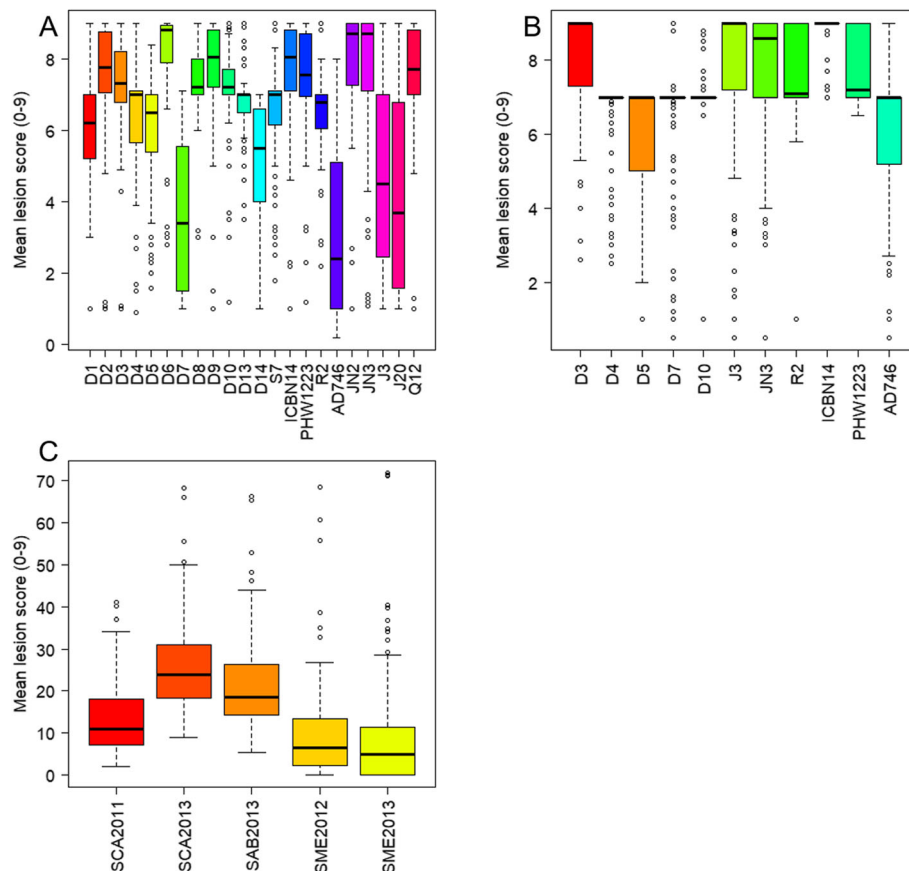 A
Mean lesion score (0-9)
8
6
4
2
0
D1 D2 D3 D4 D5 D6 D7 D8 D9 D10 D13 D14 S7 ICBN14 PHW1223 R2 AD746 JN2 JN3 J3 J20 Q12
B
Mean lesion score (0-9)
8
6
4
2
D3 D4 D5 D7 D10 J3 JN3 R2 ICBN14 PHW1223 AD746
C
Mean lesion score (0-9)
70
60
50
40
30
20
10
0
SCA2011 SCA2013 SAB2013 SME2012 SME2013